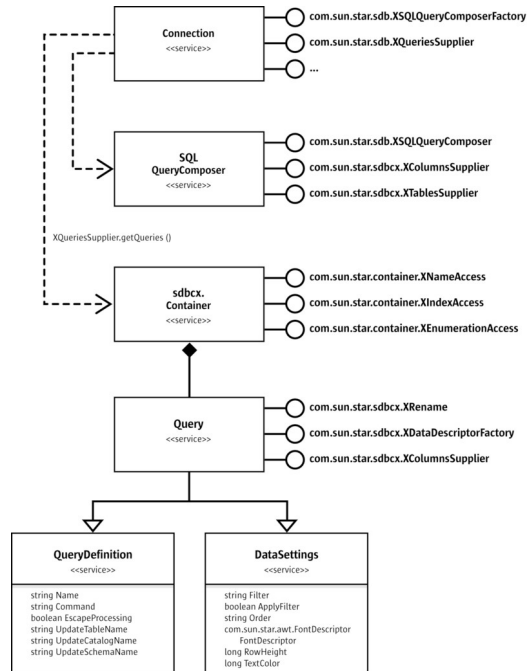 Connection
<<service>>
com.sun.star.sdb.XSQLQueryComposerFactory
com.sun.star.sdb.XQueriesSupplier
...
SQL
QueryComposer
<<service>>
com.sun.star.sdb.XSQLQueryComposer
com.sun.star.sdbcx.XColumnsSupplier
com.sun.star.sdbcx.XTablesSupplier
XQueriesSupplier.getQueries ()
sdbcx.
Container
<<service>>
com.sun.star.container.XNameAccess
com.sun.star.container.XIndexAccess
com.sun.star.container.XEnumerationAccess
Query
<<service>>
com.sun.star.sdbcx.XRename
com.sun.star.sdbcx.XDataDescriptorFactory
com.sun.star.sdbcx.XColumnsSupplier
QueryDefinition
<<service>>
string Name
string Command
boolean EscapeProcessing
string UpdateTableName
string UpdateCatalogName
string UpdateSchemaName
DataSettings
<<service>>
string Filter
boolean ApplyFilter
string Order
com.sun.star.awt.FontDescriptor
FontDescriptor
long RowHeight
long TextColor